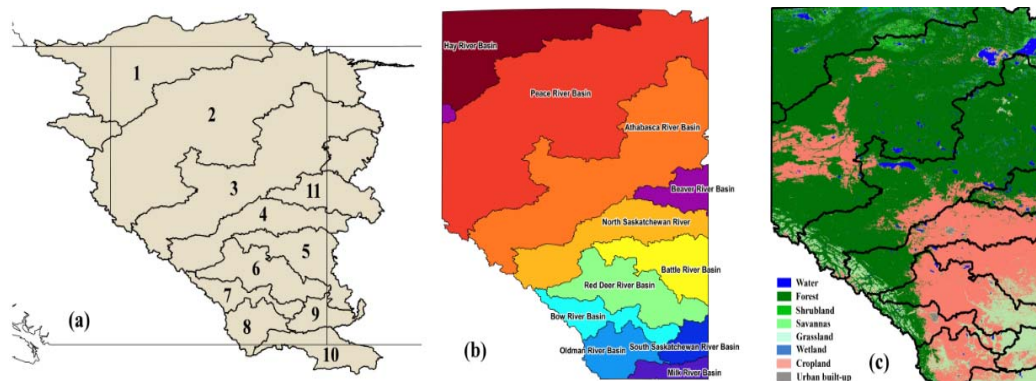 1
2
3
11
4
5
6
7
9
8
10
(a)
Hay River Basin
Peace River Basin
Athabasca River Basin
Beaver River Basin
North Saskatchewan River
Battle River Basin
Red Deer River Basin
Bow River Basin
Oldman River Basin
South Saskatchewan River Basin
Milk River Basin
(b)
Water
Forest
Shrubland
Savannas
Grassland
Wetland
Cropland
Urban built-up
(c)